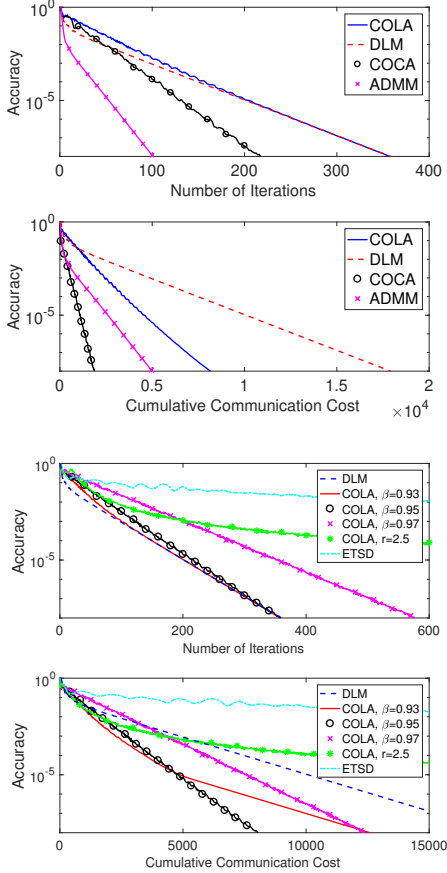 10^0
10^-5
Accuracy
0 100 200 300 400
Number of Iterations
COLA
DLM
COCA
ADMM
10^0
10^-5
Accuracy
0 0.5 1 1.5 2
Cumulative Communication Cost
×10^4
COLA
DLM
COCA
ADMM
10^0
10^-5
Accuracy
0 200 400 600
Number of Iterations
DLM
COLA, β=0.93
COLA, β=0.95
COLA, β=0.97
COLA, r=2.5
ETSD
10^0
10^-5
Accuracy
0 5000 10000 15000
Cumulative Communication Cost
DLM
COLA, β=0.93
COLA, β=0.95
COLA, β=0.97
COLA, r=2.5
ETSD